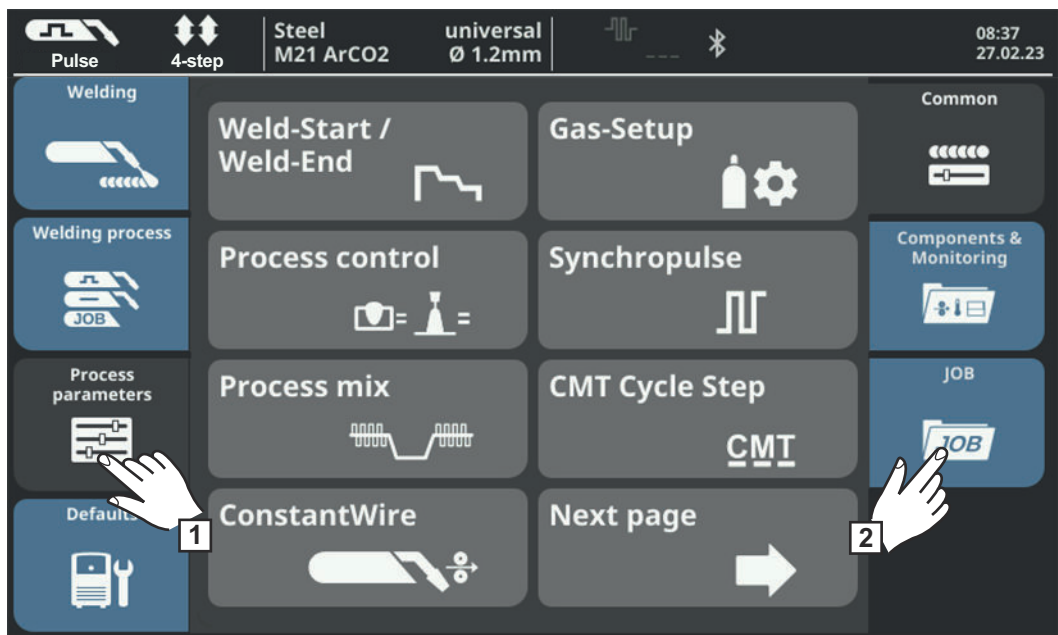 Pulse
4-step
Steel universal
M21 ArCO2 Ø 1.2mm
---
08:37
27.02.23
Welding
Welding process
JOB
Process
parameters
Defaults
Weld-Start /
Weld-End
Gas-Setup
Process control
=
=
Synchropulse
Process mix
CMT Cycle Step
CMT
ConstantWire
Next page
Common
Components &
Monitoring
JOB
JOB
1
2